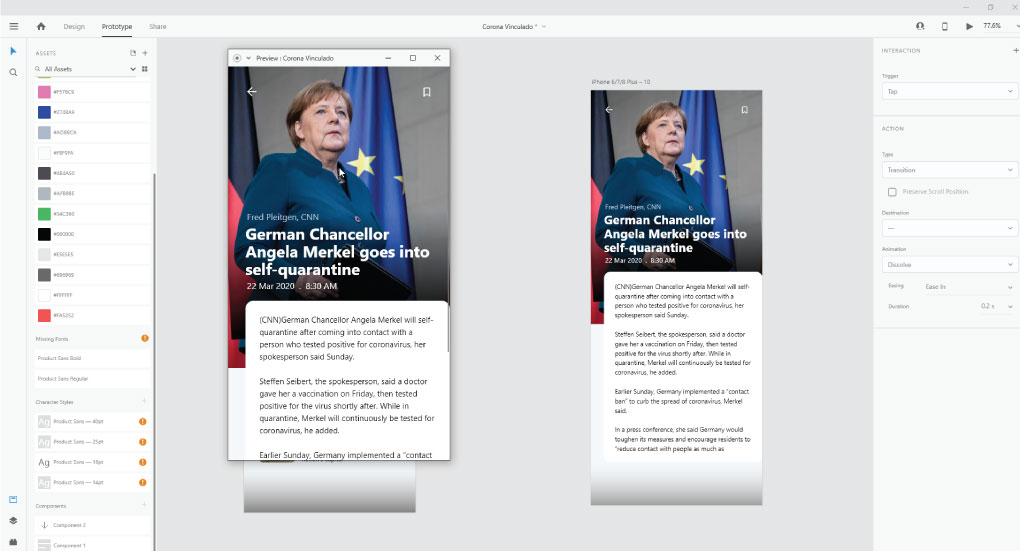 Design
Prototype
Share
Corona Vinculado *
77.6%
ASSETS
All Assets
#2739A9
#F9F9FA
#34C360
#000000
#E5E5E5
#696969
#FFFFFF
#FA5252
Missing Fonts
Product Sans Bold
Product Sans Regular
Character Styles
Ag Product Sans — 40pt
Ag Product Sans — 25pt
Ag Product Sans — 16pt
Ag Product Sans — 14pt
Components
Component 2
Component 1
Preview : Corona Vinculado
Fred Pleitgen, CNN
German Chancellor
Angela Merkel goes into
self-quarantine
22 Mar 2020 . 8:30 AM
(CNN)German Chancellor Angela Merkel will self-
quarantine after coming into contact with a
person who tested positive for coronavirus, her
spokesperson said Sunday.
Steffen Seibert, the spokesperson, said a doctor
gave her a vaccination on Friday, then tested
positive for the virus shortly after. While in
quarantine, Merkel will continuously be tested for
coronavirus, he added.
Earlier Sunday, Germany implemented a "contact
iPhone 6/7/8 Plus – 10
Fred Pleitgen, CNN
German Chancellor
Angela Merkel goes into
self-quarantine
22 Mar 2020 . 8:30 AM
(CNN)German Chancellor Angela Merkel will self-
quarantine after coming into contact with a
person who tested positive for coronavirus, her
spokesperson said Sunday.
Steffen Seibert, the spokesperson, said a doctor
gave her a vaccination on Friday, then tested
positive for the virus shortly after. While in
quarantine, Merkel will continuously be tested for
coronavirus, he added.
Earlier Sunday, Germany implemented a "contact
ban" to curb the spread of coronavirus, Merkel
said.
In a press conference, she said Germany would
toughen its measures and encourage residents to
"reduce contact with people as much as
INTERACTION
Trigger
Tap
ACTION
Type
Transition
Preserve Scroll Position
Destination
—
Animation
Dissolve
Easing
Ease In
Duration
0.2 s